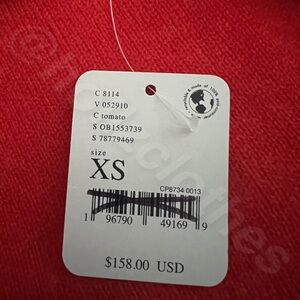 C 8114
V 052910
C tomato
S OB1553739
S 78779469
size
XS
CP8734 0013
1 96790 49169 9
$158.00 USD